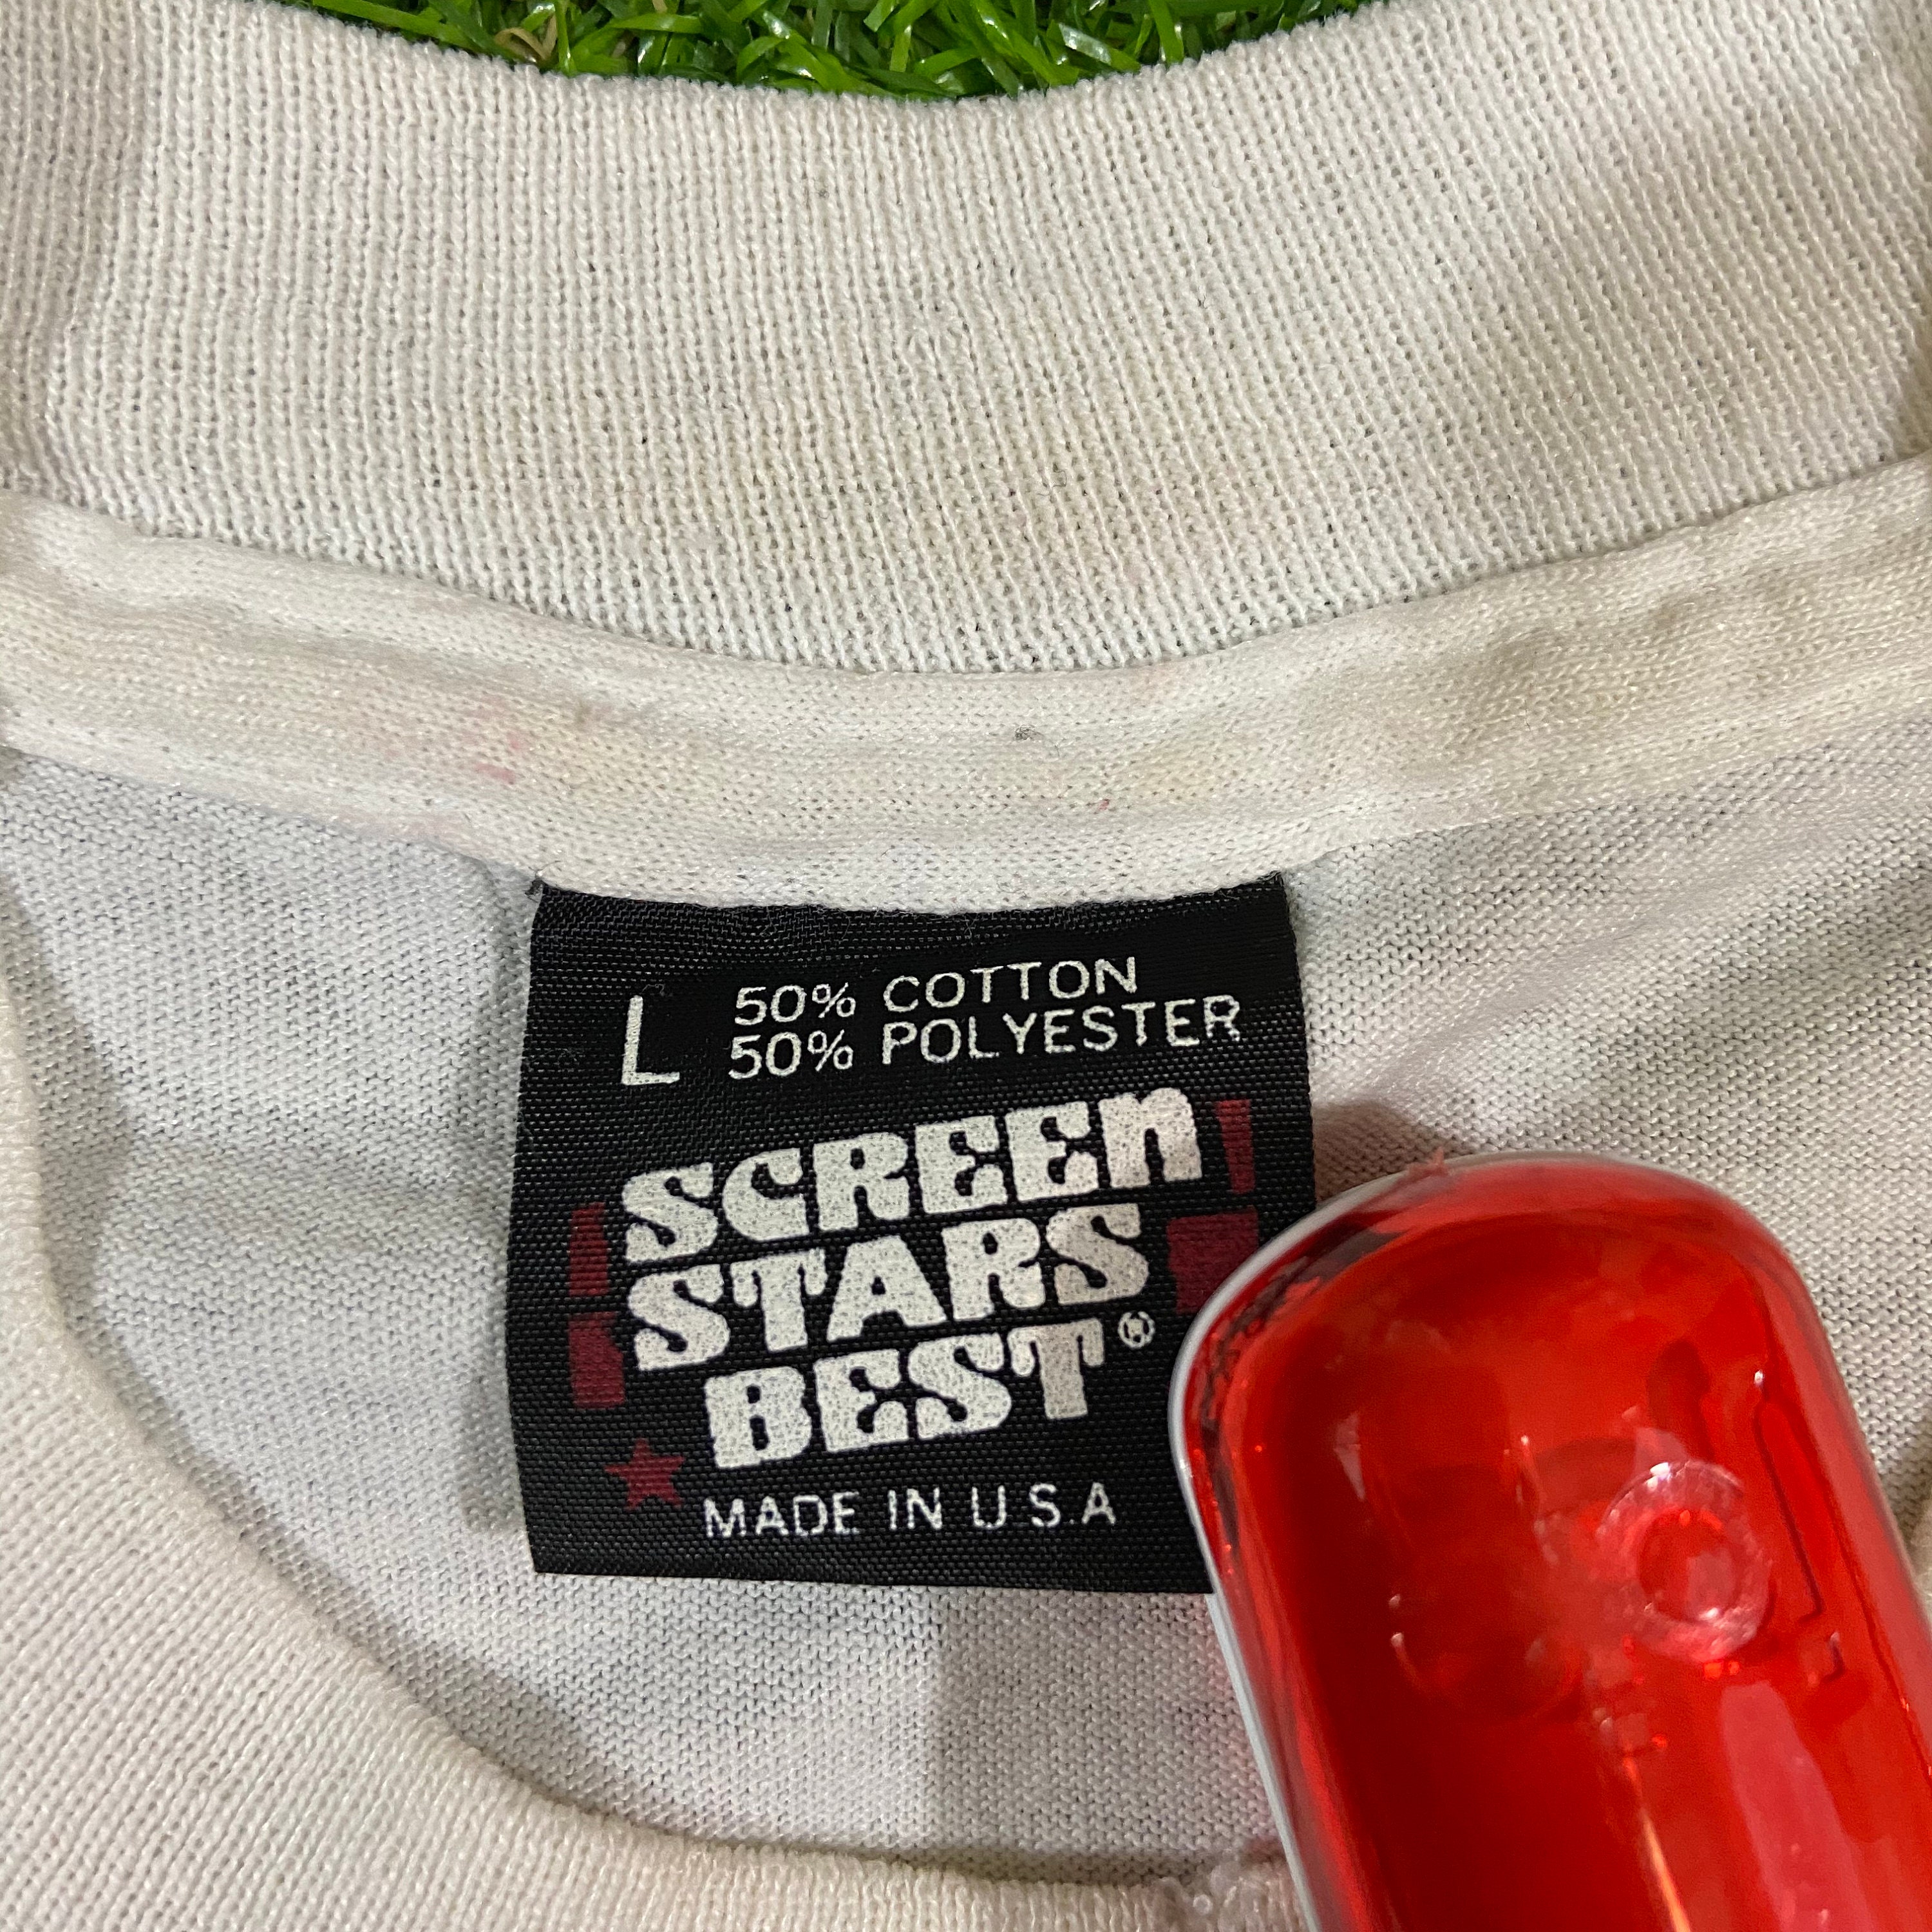 L 50% COTTON
50% POLYESTER
SCREEN
STARS
BEST®
MADE IN U.S.A